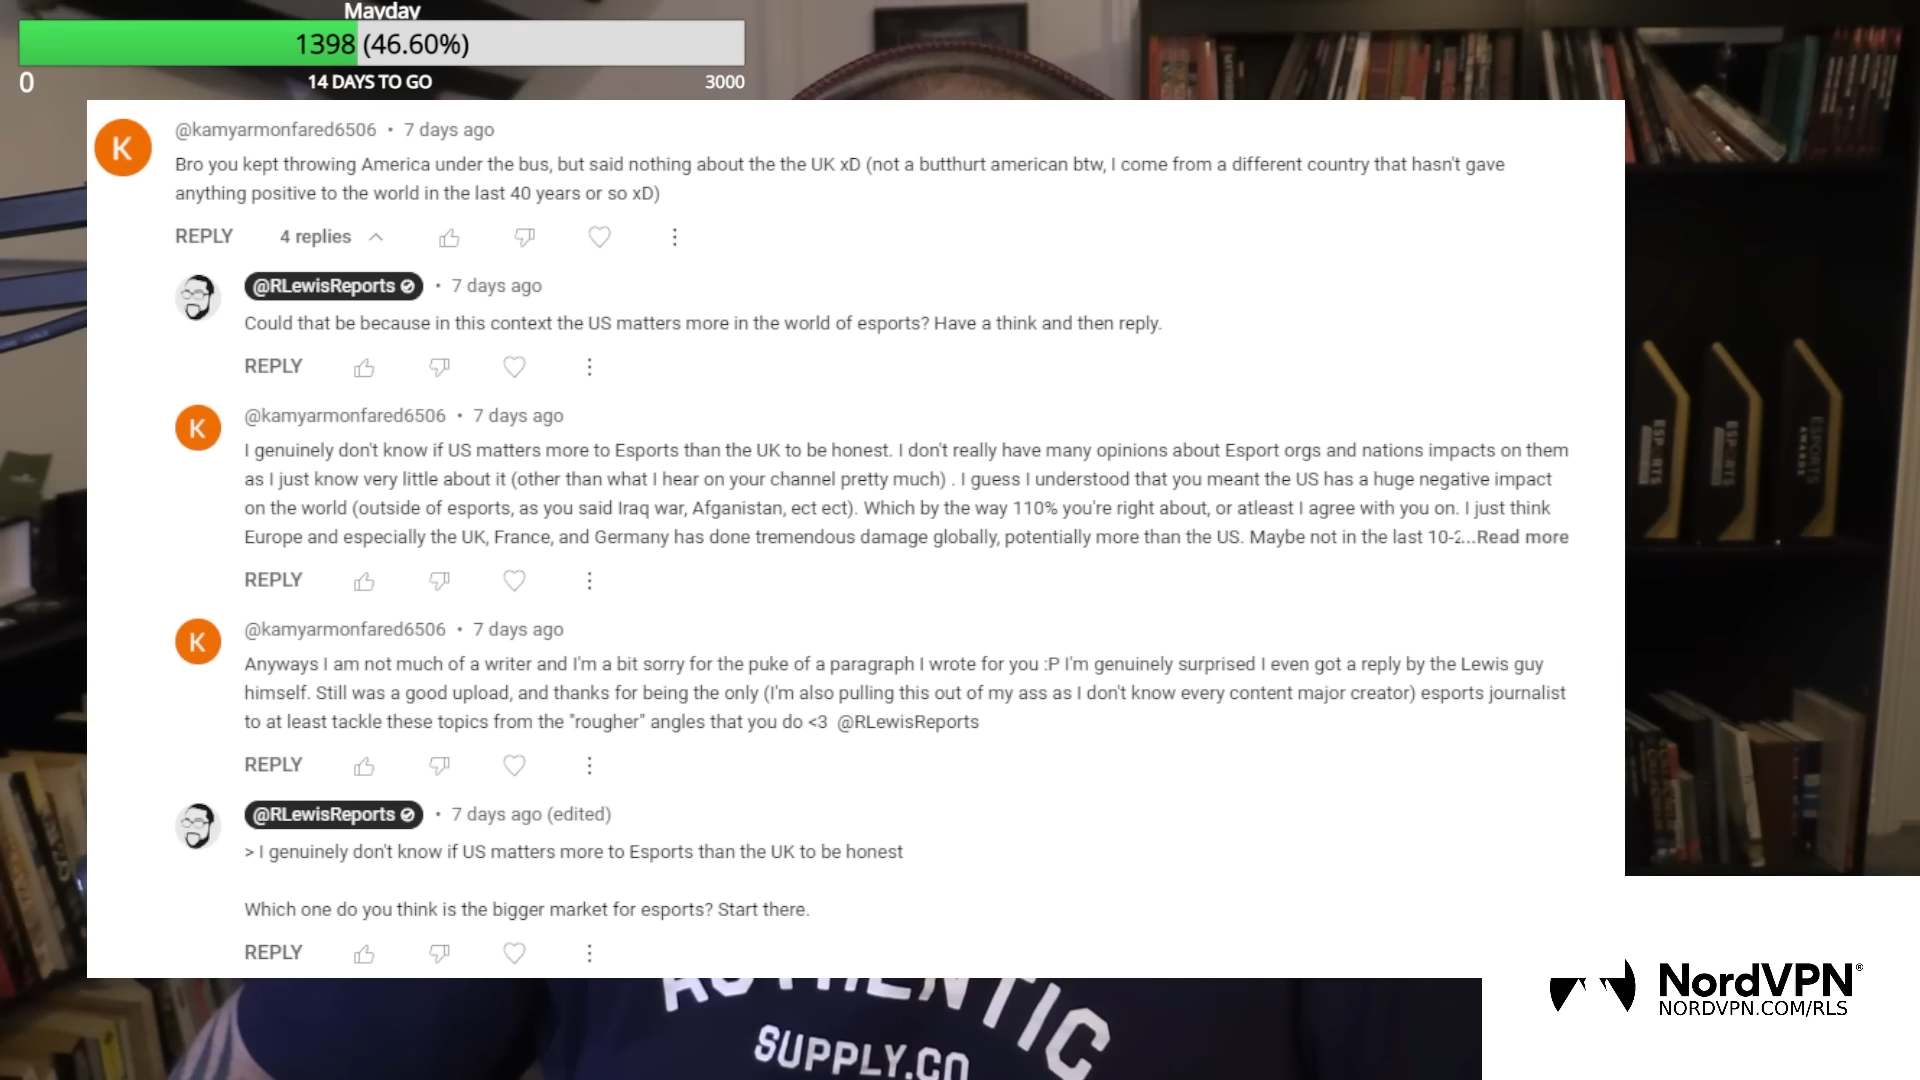 Mayday
1398 (46.60%)
0 14 DAYS TO GO 3000
K
@kamyarmonfared6506 • 7 days ago
Bro you kept throwing America under the bus, but said nothing about the the UK xD (not a butthurt american btw, I come from a different country that hasn't gave
anything positive to the world in the last 40 years or so xD)
REPLY 4 replies
@RLewisReports • 7 days ago
Could that be because in this context the US matters more in the world of esports? Have a think and then reply.
REPLY
K
@kamyarmonfared6506 • 7 days ago
I genuinely don't know if US matters more to Esports than the UK to be honest. I don't really have many opinions about Esport orgs and nations impacts on them
as I just know very little about it (other than what I hear on your channel pretty much) . I guess I understood that you meant the US has a huge negative impact
on the world (outside of esports, as you said Iraq war, Afganistan, ect ect). Which by the way 110% you're right about, or atleast I agree with you on. I just think
Europe and especially the UK, France, and Germany has done tremendous damage globally, potentially more than the US. Maybe not in the last 10-2...Read more
REPLY
K
@kamyarmonfared6506 • 7 days ago
Anyways I am not much of a writer and I'm a bit sorry for the puke of a paragraph I wrote for you :P I'm genuinely surprised I even got a reply by the Lewis guy
himself. Still was a good upload, and thanks for being the only (I'm also pulling this out of my ass as I don't know every content major creator) esports journalist
to at least tackle these topics from the "rougher" angles that you do <3 @RLewisReports
REPLY
@RLewisReports • 7 days ago (edited)
> I genuinely don't know if US matters more to Esports than the UK to be honest
Which one do you think is the bigger market for esports? Start there.
REPLY
ESPORTS
AWARDS
AUTHENTIC
SUPPLY.CO
NordVPN®
NORDVPN.COM/RLS